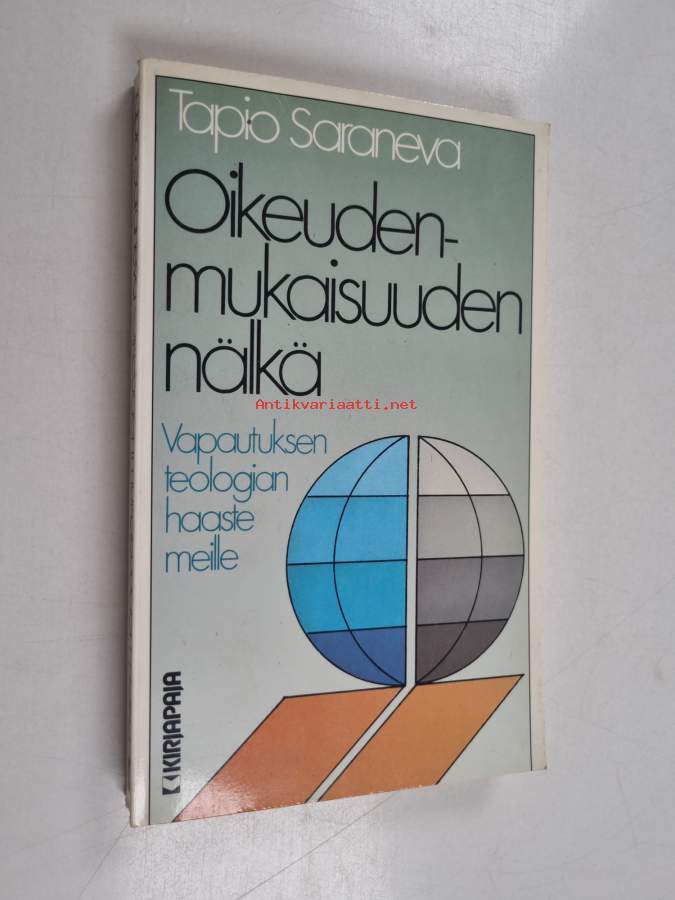 Tapio Saraneva
Oikeuden-
mukaisuuden
nälkä
Antikvariaatti.net
Vapautuksen
teologian
haaste
meille
KIRJAPAJA